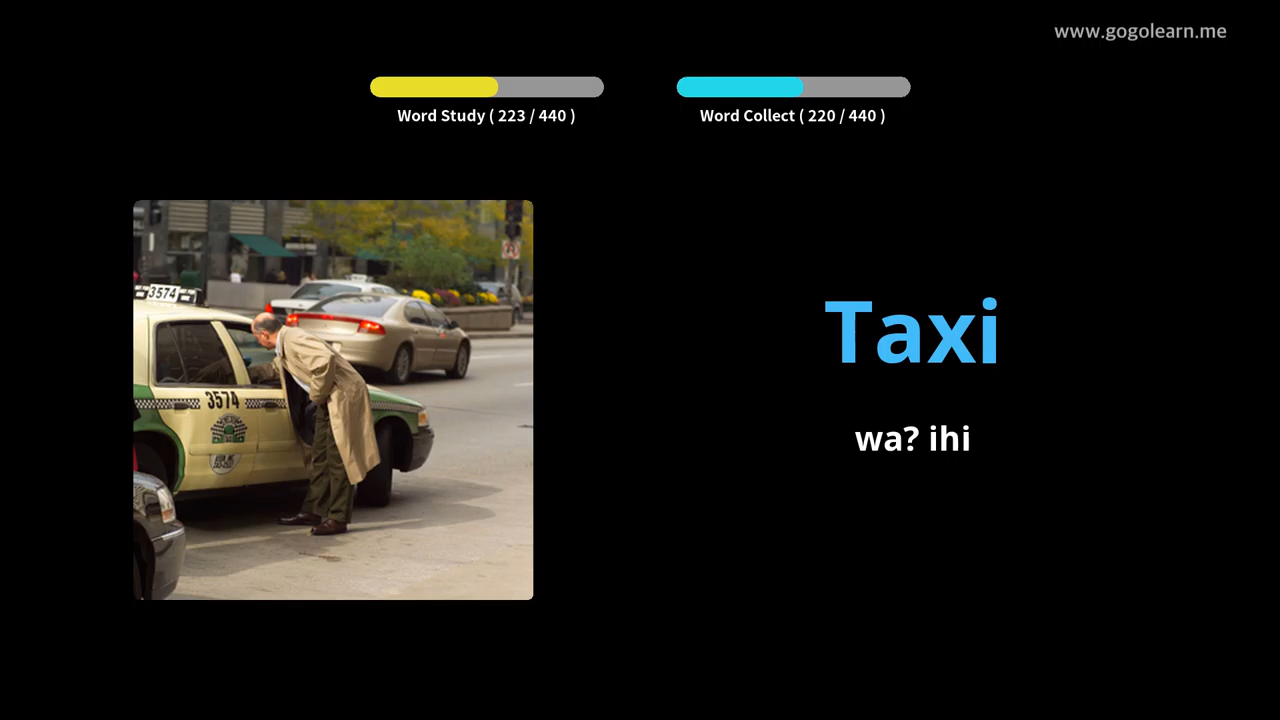 www.gogolearn.me
Word Study ( 223 / 440 )
Word Collect ( 220 / 440 )
3574
3574
Taxi
wa? ihi